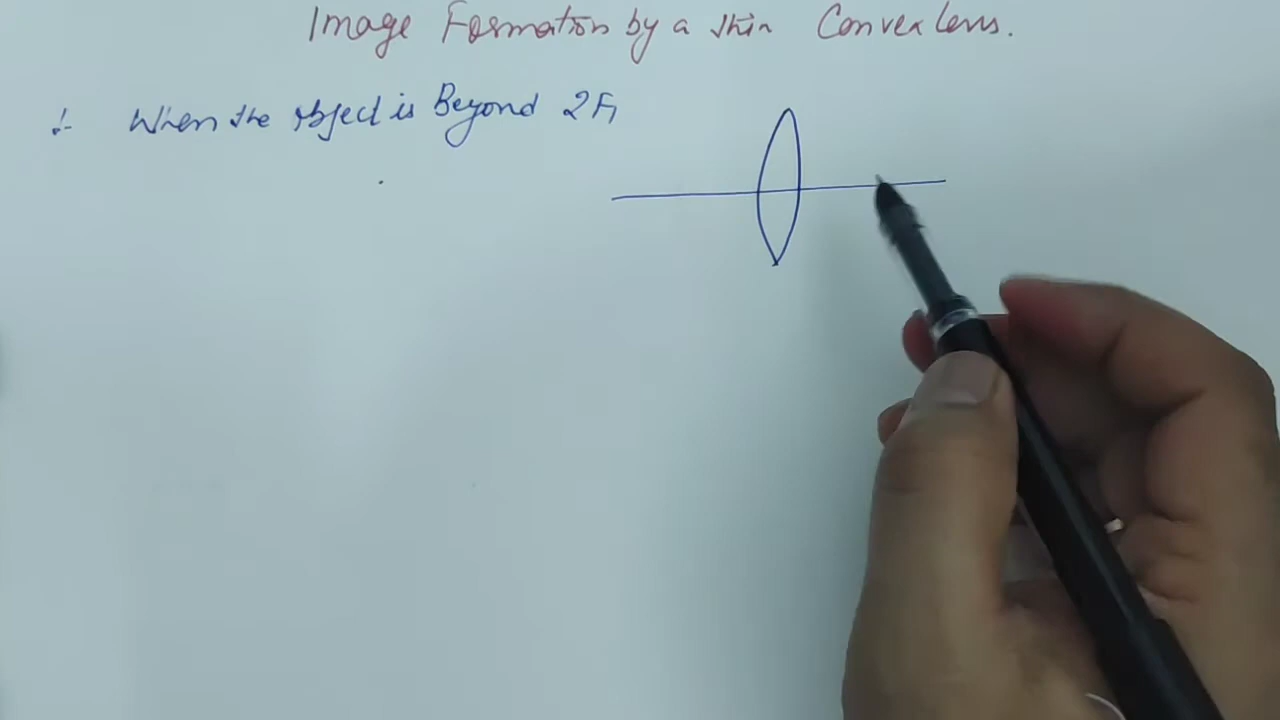 Image Formation by a thin Convex Lens.
1- When the object is Beyond 2F1